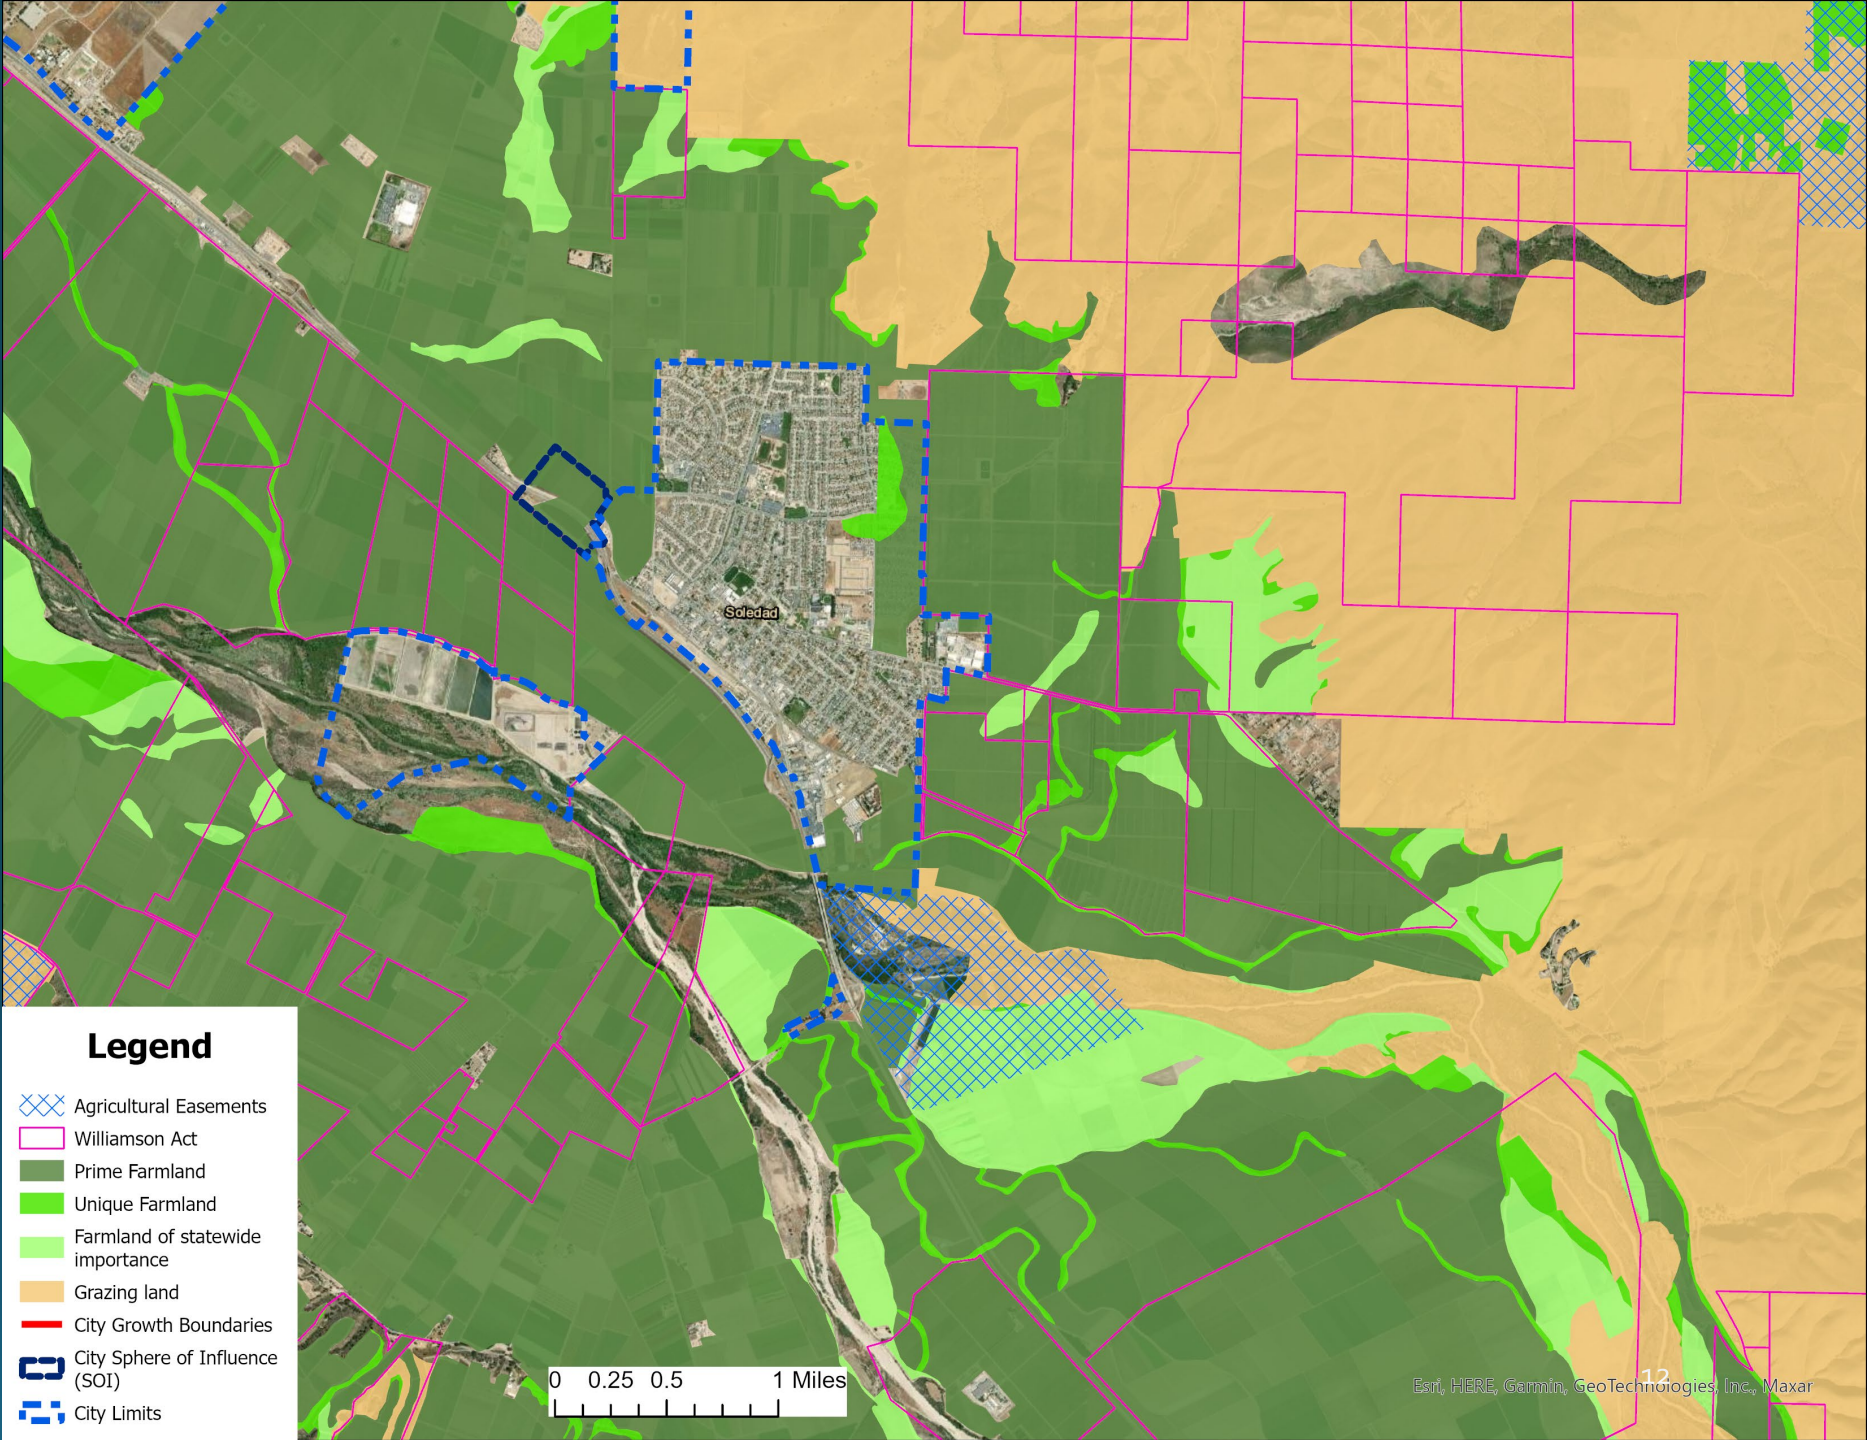 Soledad
Legend
Agricultural Easements
Williamson Act
Prime Farmland
Unique Farmland
Farmland of statewide
importance
Grazing land
City Growth Boundaries
City Sphere of Influence
(SOI)
City Limits
0 0.25 0.5 1 Miles
12
Esri, HERE, Garmin, GeoTechnologies, Inc., Maxar